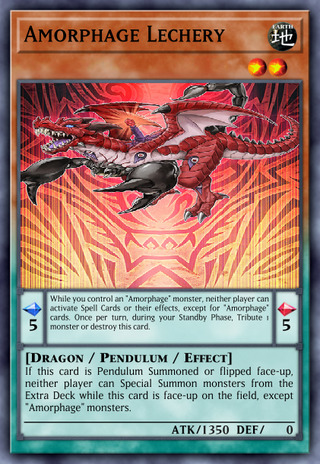 AMORPHAGE LECHERY
EARTH
地
While you control an "Amorphage" monster, neither player can
activate Spell Cards or their effects, except for "Amorphage"
cards. Once per turn, during your Standby Phase, Tribute 1
monster or destroy this card.
5
5
[DRAGON / PENDULUM / EFFECT]
If this card is Pendulum Summoned or flipped face-up,
neither player can Special Summon monsters from the
Extra Deck while this card is face-up on the field, except
"Amorphage" monsters.
ATK/1350 DEF/ 0